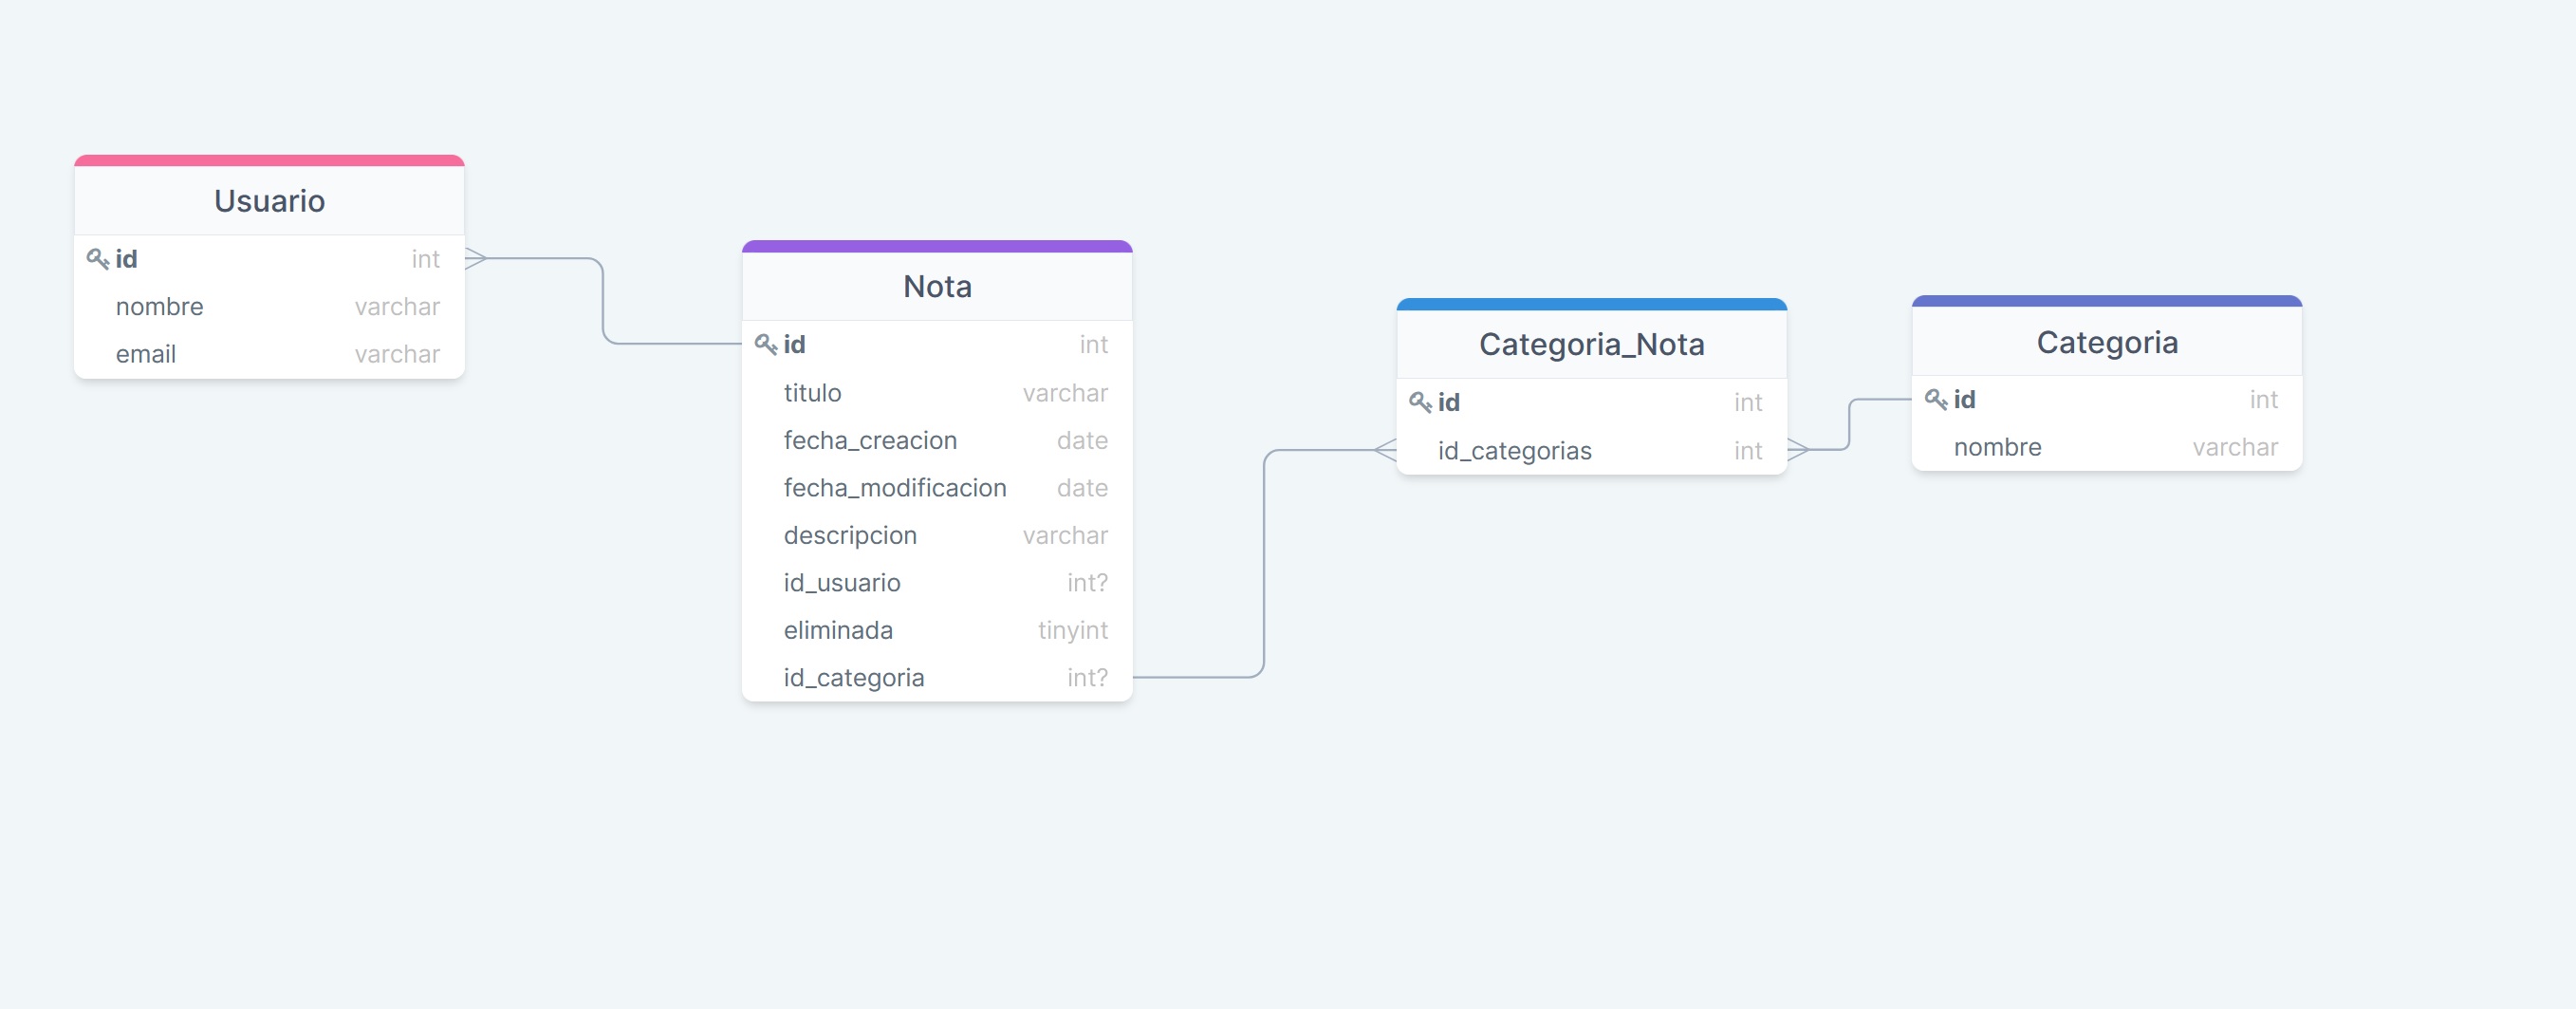 Usuario
id int
nombre varchar
email varchar
Nota
id int
titulo varchar
fecha_creacion date
fecha_modificacion date
descripcion varchar
id_usuario int?
eliminada tinyint
id_categoria int?
Categoria_Nota
id int
id_categorias int
Categoria
id int
nombre varchar